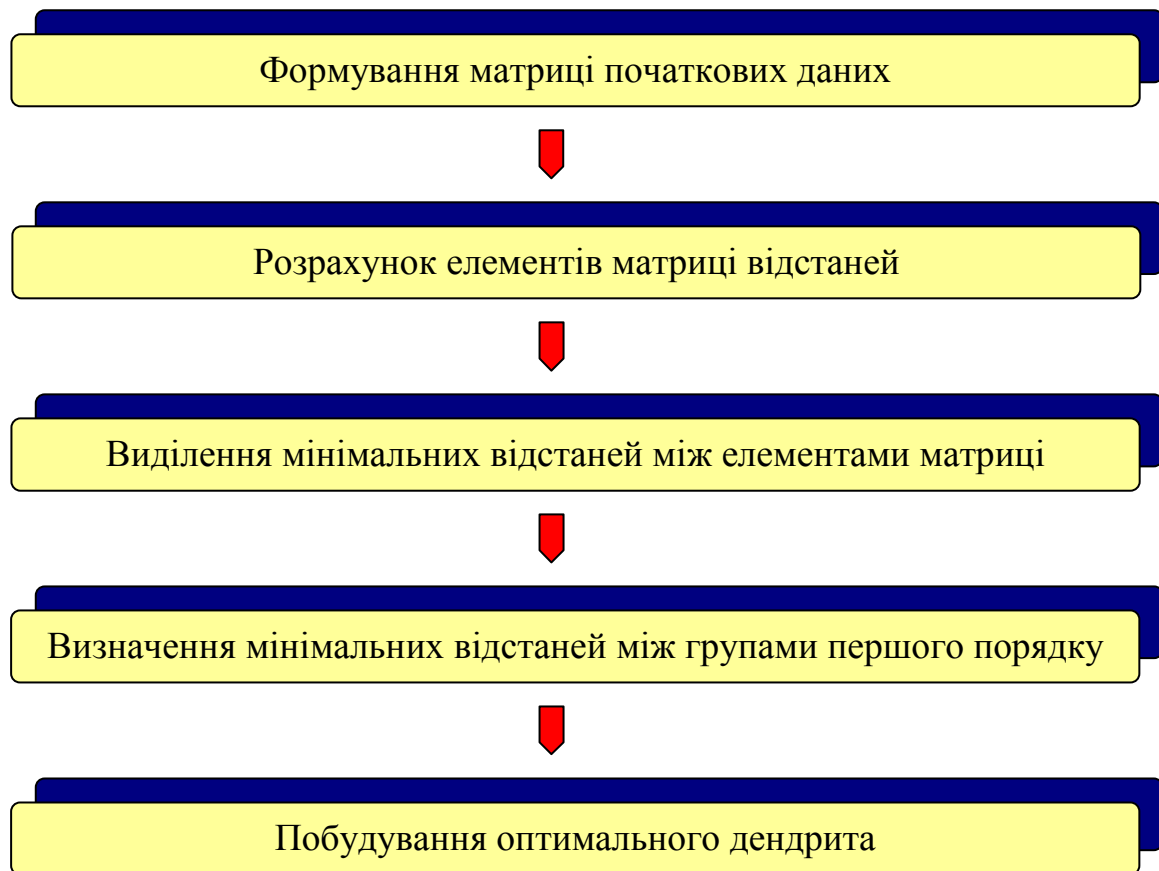 Формування матриці початкових даних
Розрахунок елементів матриці відстаней
Виділення мінімальних відстаней між елементами матриці
Визначення мінімальних відстаней між групами першого порядку
Побудування оптимального дендрита